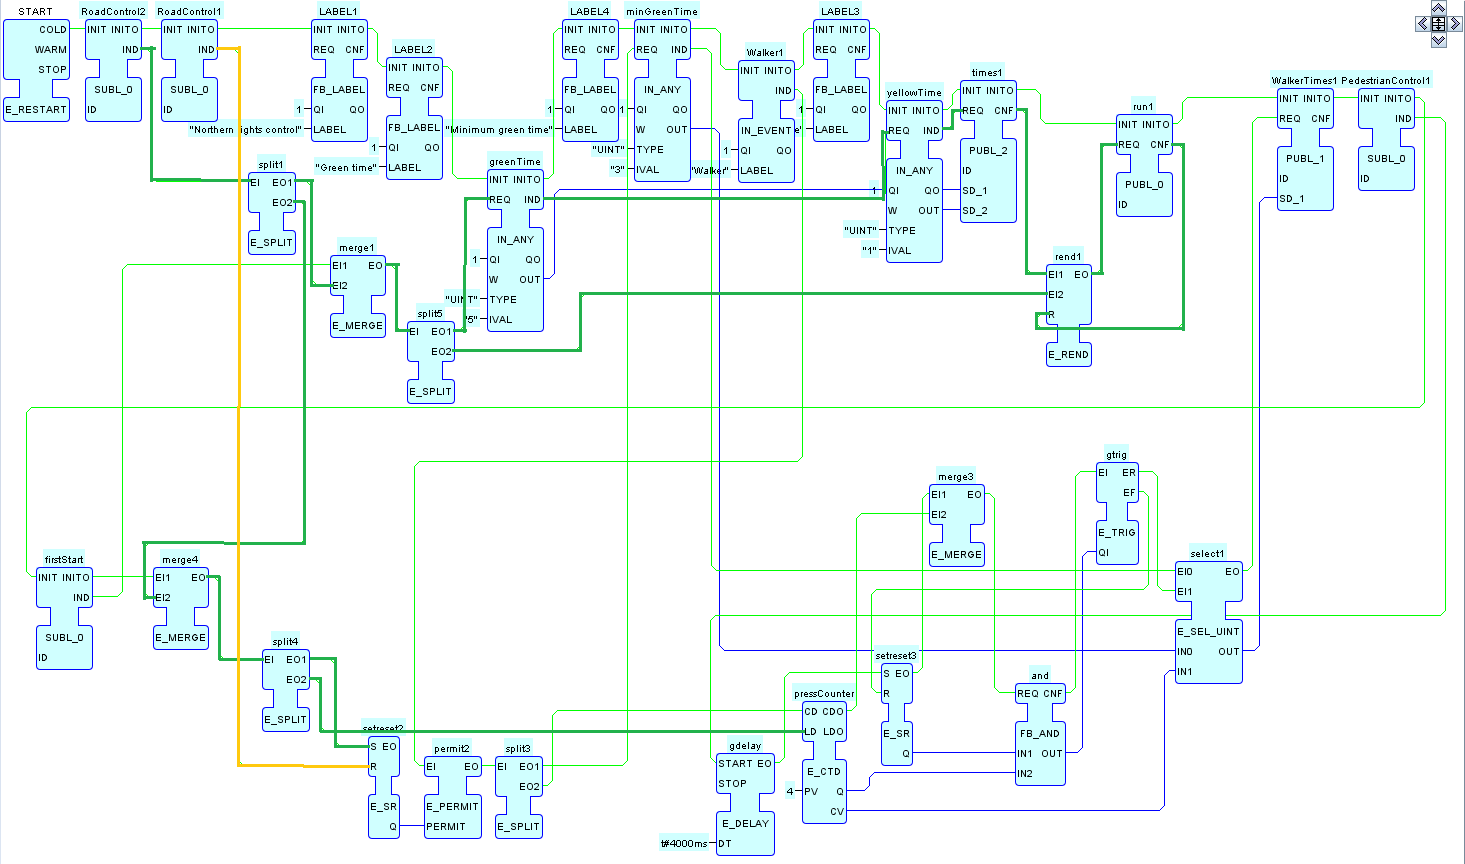 START
COLD
WARM
STOP
E_RESTART
RoadControl2
INIT INITO
IND
SUBL_0
ID
RoadControl1
INIT INITO
IND
SUBL_0
ID
LABEL1
INIT INITO
REQ CNF
FB_LABEL
1 QI QO
"Northern lights control" LABEL
LABEL2
INIT INITO
REQ CNF
FB_LABEL
1 QI QO
"Green time" LABEL
greenTime
INIT INITO
REQ IND
IN_ANY
1 QI QO
W OUT
"UINT" TYPE
"5" IVAL
LABEL4
INIT INITO
REQ CNF
FB_LABEL
1 QI QO
"Minimum green time" LABEL
minGreenTime
INIT INITO
REQ IND
IN_ANY
1 QI QO
W OUT
"UINT" TYPE
"3" IVAL
Walker1
INIT INITO
IND
IN_EVENT
1 QI QO
"Walker" LABEL
LABEL3
INIT INITO
REQ CNF
FB_LABEL
1 QI QO
LABEL
yellowTime
INIT INITO
REQ IND
IN_ANY
1 QI QO
W OUT
"UINT" TYPE
"1" IVAL
times1
INIT INITO
REQ CNF
PUBL_2
ID
SD_1
SD_2
run1
INIT INITO
REQ CNF
PUBL_0
ID
WalkerTimes1
INIT INITO
REQ CNF
PUBL_1
ID
SD_1
PedestrianControl1
INIT INITO
IND
SUBL_0
ID
split1
EI EO1
EO2
E_SPLIT
merge1
EI1 EO
EI2
E_MERGE
split5
EI EO1
EO2
E_SPLIT
rend1
EI1 EO
EI2
R
E_REND
firstStart
INIT INITO
IND
SUBL_0
ID
merge4
EI1 EO
EI2
E_MERGE
split4
EI EO1
EO2
E_SPLIT
setreset2
S EO
R
E_SR
Q
permit2
EI EO
E_PERMIT
PERMIT
split3
EI EO1
EO2
E_SPLIT
gdelay
START EO
STOP
E_DELAY
t#4000ms DT
pressCounter
CD CDO
LD LDO
E_CTD
4 PV Q
CV
setreset3
S EO
R
E_SR
Q
merge3
EI1 EO
EI2
E_MERGE
and
REQ CNF
FB_AND
IN1 OUT
IN2
gtrig
EI ER
EF
E_TRIG
QI
select1
EI0 EO
EI1
E_SEL_UINT
IN0 OUT
IN1